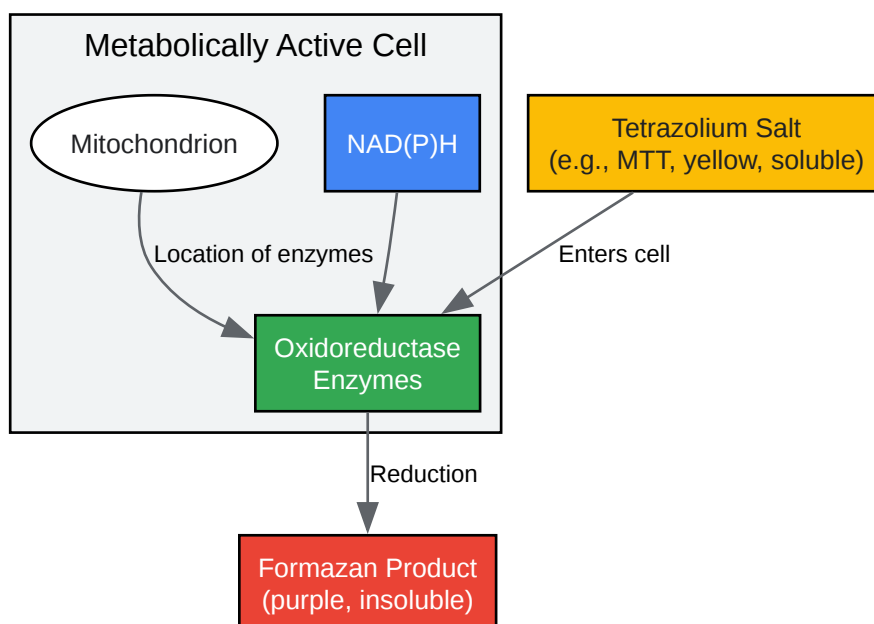 Metabolically Active Cell
Mitochondrion
NAD(P)H
Tetrazolium Salt
(e.g., MTT, yellow, soluble)
Location of enzymes
Enters cell
Oxidoreductase
Enzymes
Reduction
Formazan Product
(purple, insoluble)